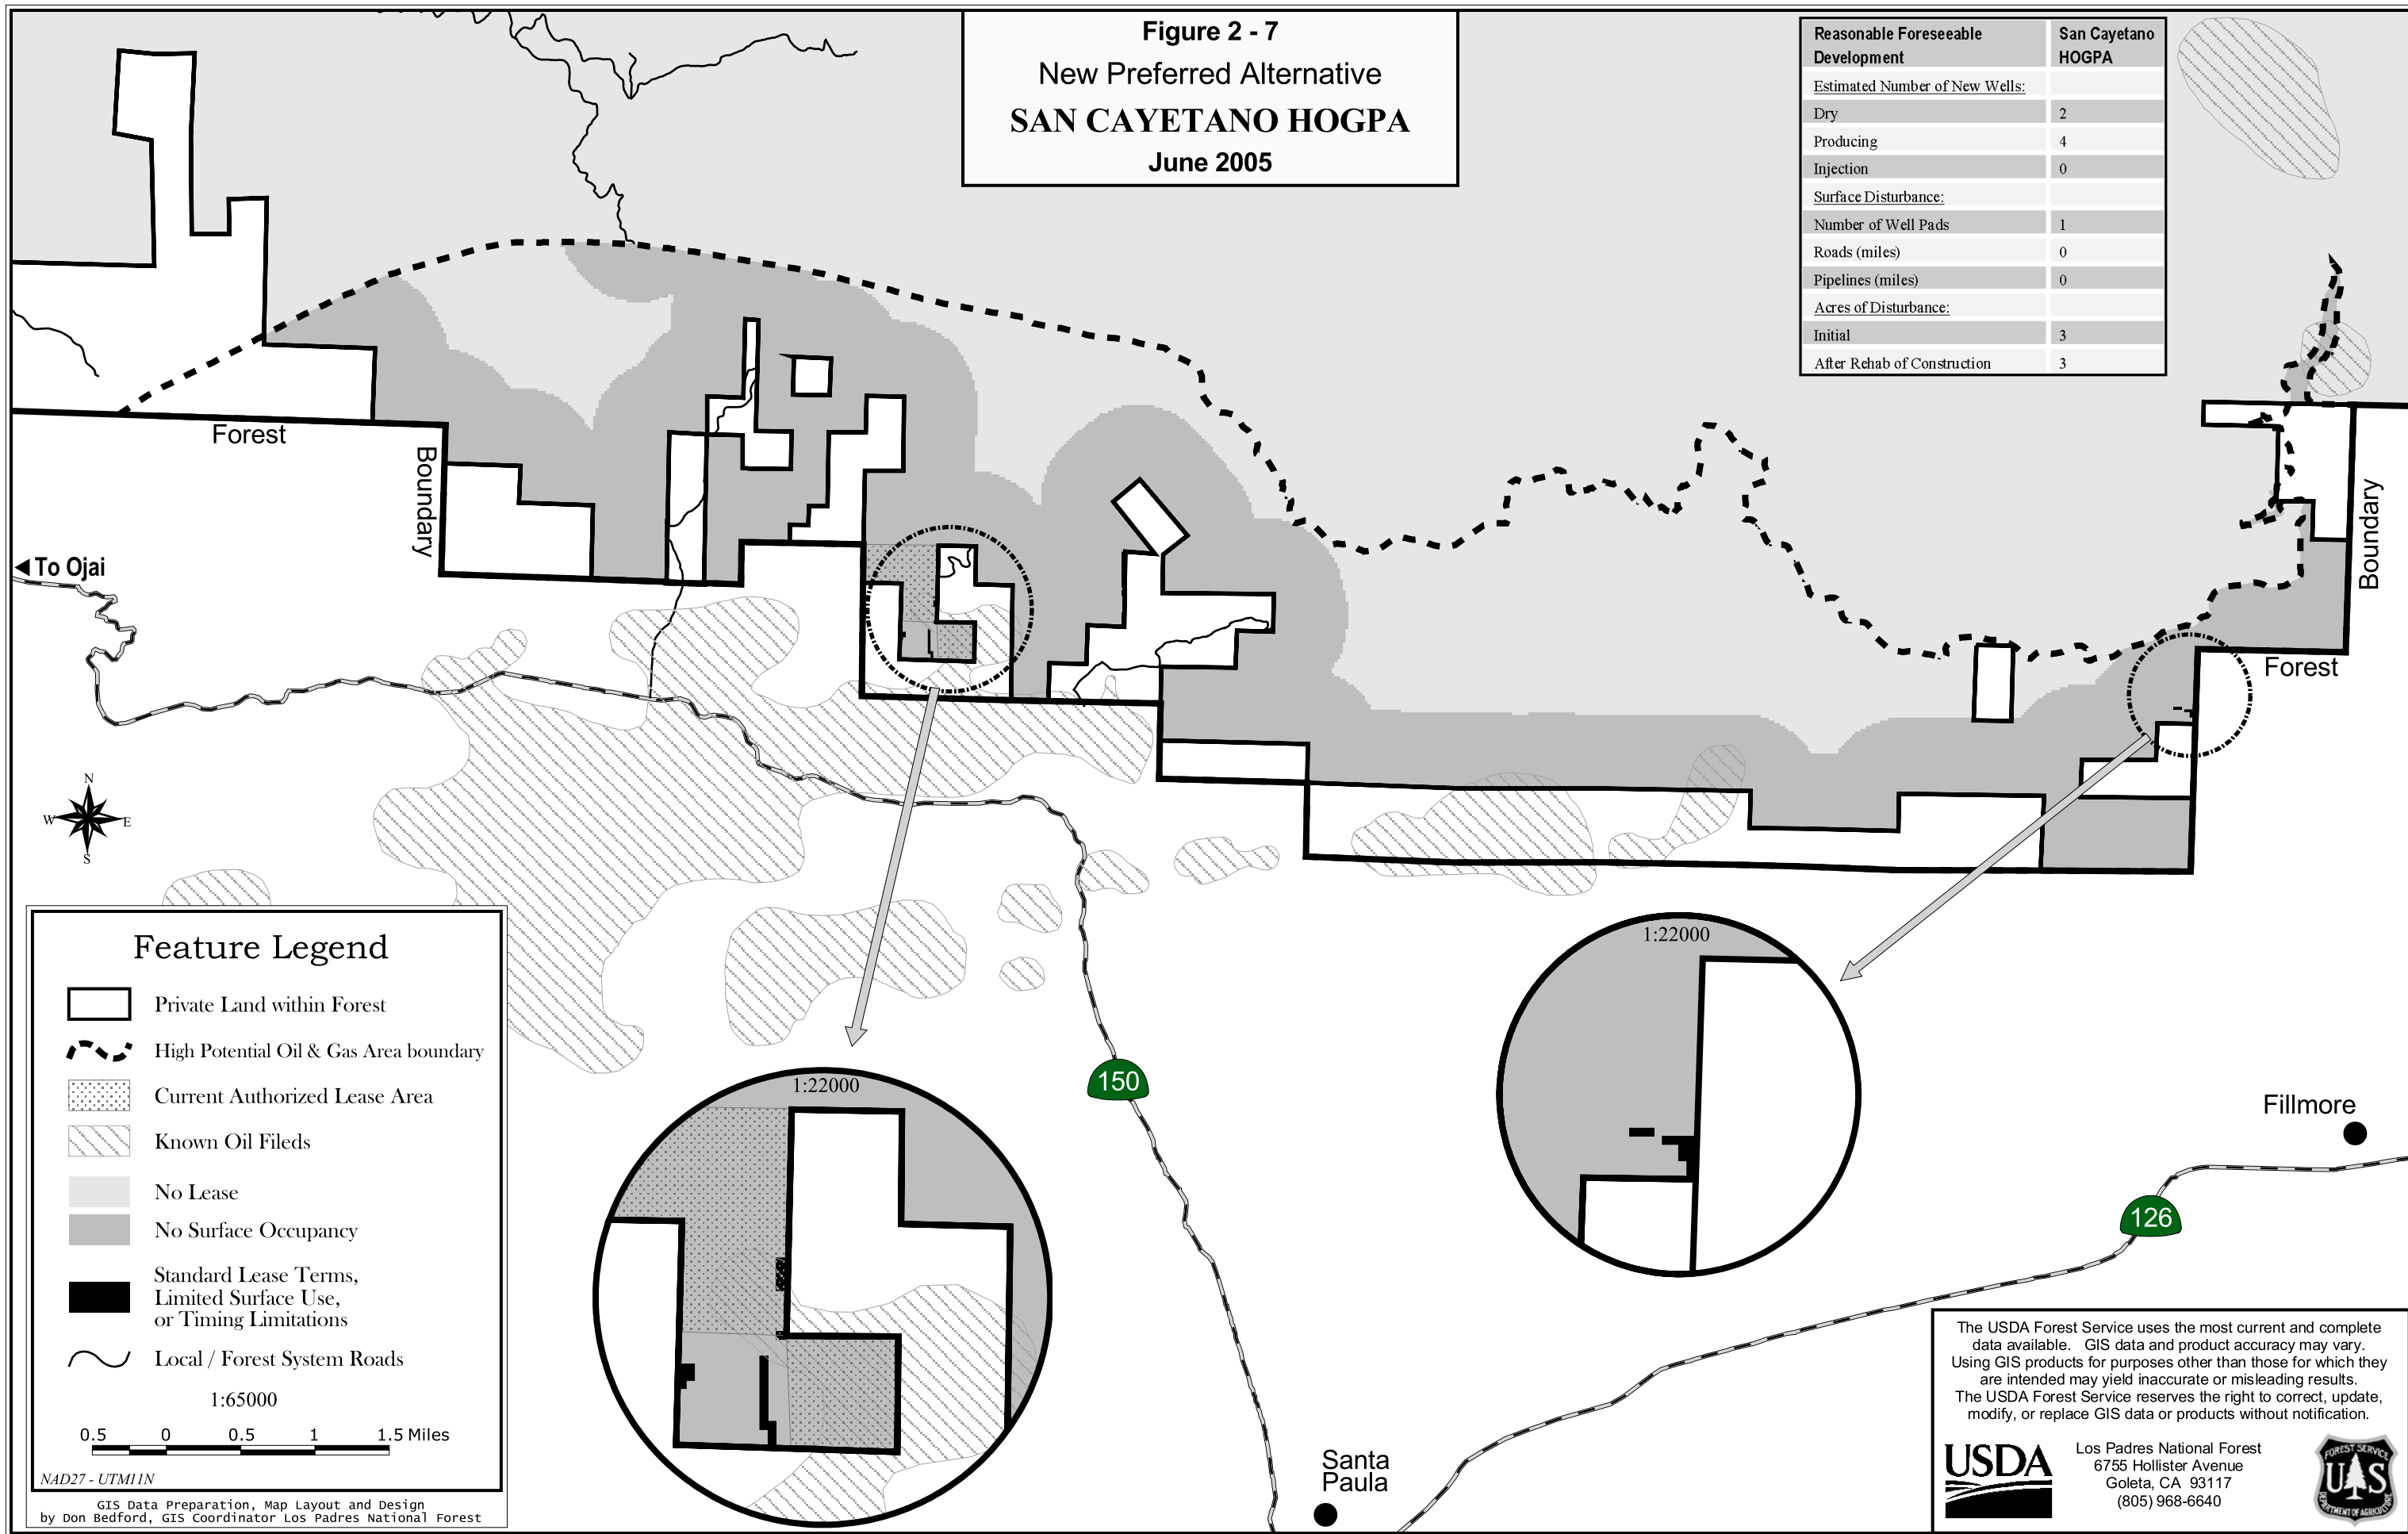 Figure 2 - 7
New Preferred Alternative
SAN CAYETANO HOGPA
June 2005
Reasonable Foreseeable Development San Cayetano HOGPA
Estimated Number of New Wells:
Dry 2
Producing 4
Injection 0
Surface Disturbance:
Number of Well Pads 1
Roads (miles) 0
Pipelines (miles) 0
Acres of Disturbance:
Initial 3
After Rehab of Construction 3
Forest
Boundary
To Ojai
Boundary
Forest
N
W E
S
1:22000
1:22000
150
126
Fillmore
Santa
Paula
Feature Legend
Private Land within Forest
High Potential Oil & Gas Area boundary
Current Authorized Lease Area
Known Oil Fileds
No Lease
No Surface Occupancy
Standard Lease Terms,
Limited Surface Use,
or Timing Limitations
Local / Forest System Roads
1:65000
0.5 0 0.5 1 1.5 Miles
NAD27 - UTM11N
GIS Data Preparation, Map Layout and Design
by Don Bedford, GIS Coordinator Los Padres National Forest
The USDA Forest Service uses the most current and complete
data available. GIS data and product accuracy may vary.
Using GIS products for purposes other than those for which they
are intended may yield inaccurate or misleading results.
The USDA Forest Service reserves the right to correct, update,
modify, or replace GIS data or products without notification.
USDA
Los Padres National Forest
6755 Hollister Avenue
Goleta, CA 93117
(805) 968-6640
FOREST SERVICE
U S
DEPARTMENT OF AGRICULTURE